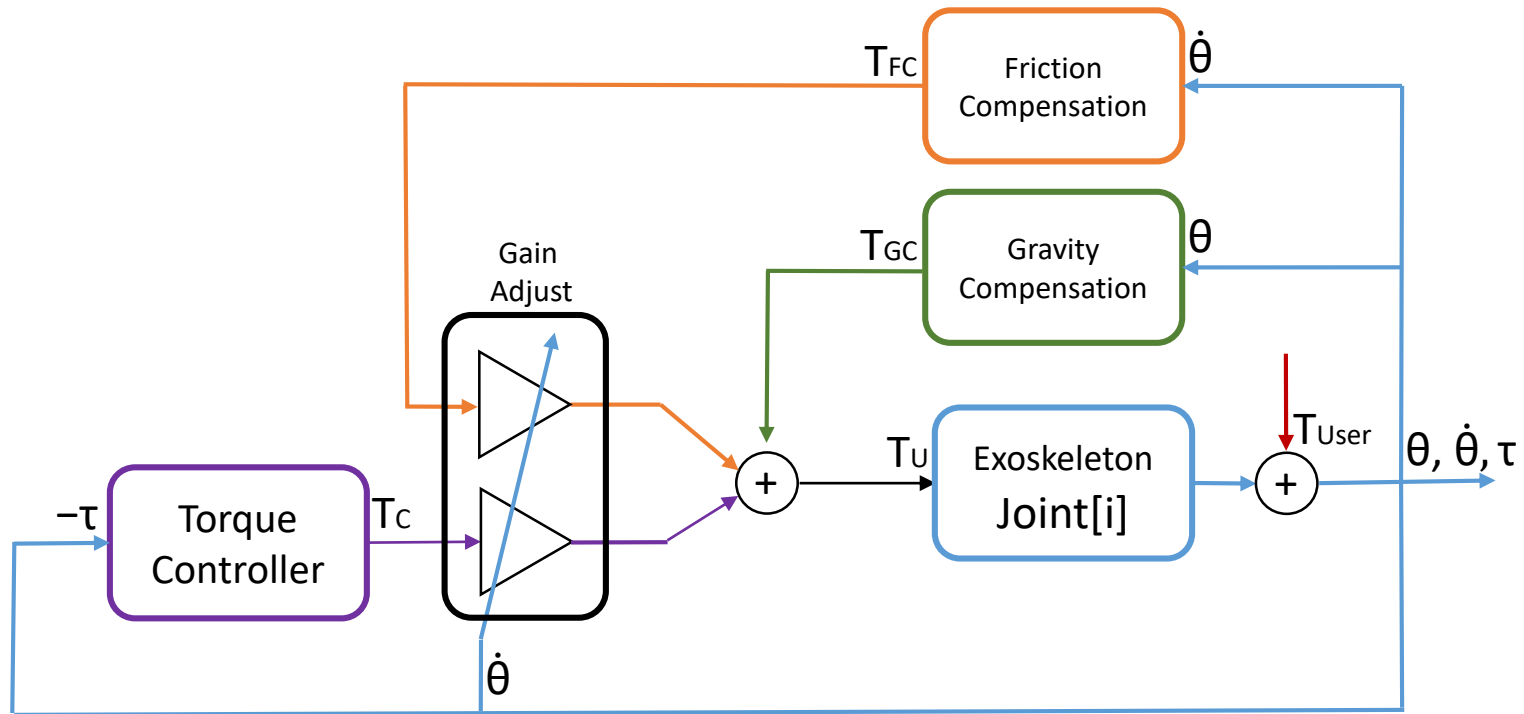 TFC
Friction
Compensation
θ̇
TGC
Gravity
Compensation
θ
Gain
Adjust
−τ
Torque
Controller
TC
+
TU
Exoskeleton
Joint[i]
TUser
+
θ, θ̇, τ
θ̇